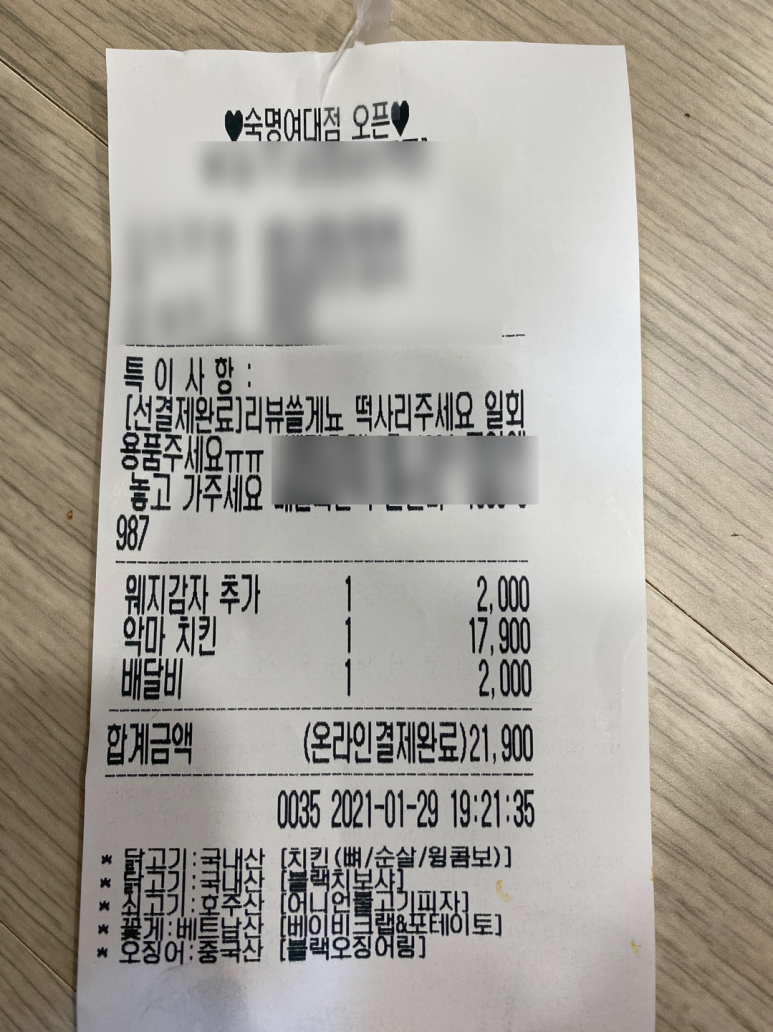 ♥숙명여대점 오픈♥
특 이 사 항 :
[선결제완료]리뷰쓸게뇨 떡사리주세요 일회
용품주세요ㅠㅠ
놓고 가주세요
987
웨지감자 추가 1 2,000
악마 치킨 1 17,900
배달비 1 2,000
합계금액 (온라인결제완료)21,900
0035 2021-01-29 19:21:35
* 닭고기:국내산 [치킨(뼈/순살/윙콤보)]
* 닭고기:국내산 [블랙치보사]
* 쇠고기:호주산 [어니언불고기피자]
* 꽃게:베트남산 [베이비크랩&포테이토]
* 오징어:중국산 [블랙오징어링]